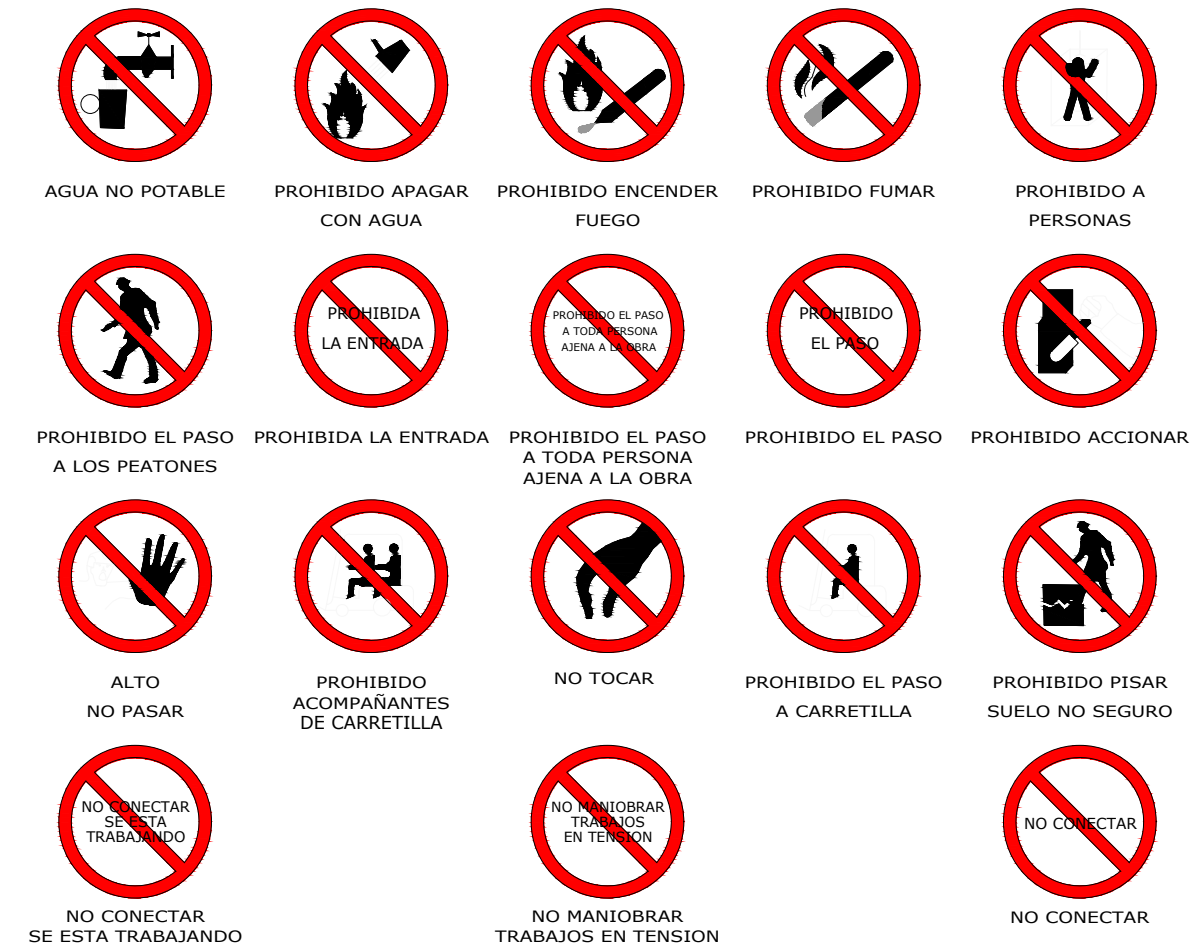 AGUA NO POTABLE
PROHIBIDO APAGAR
CON AGUA
PROHIBIDO ENCENDER
FUEGO
PROHIBIDO FUMAR
PROHIBIDO A
PERSONAS
PROHIBIDO EL PASO
A LOS PEATONES
PROHIBIDA
LA ENTRADA
PROHIBIDA LA ENTRADA
PROHIBIDO EL PASO
A TODA PERSONA
AJENA A LA OBRA
PROHIBIDO EL PASO
A TODA PERSONA
AJENA A LA OBRA
PROHIBIDO
EL PASO
PROHIBIDO EL PASO
PROHIBIDO ACCIONAR
ALTO
NO PASAR
PROHIBIDO
ACOMPAÑANTES
DE CARRETILLA
NO TOCAR
PROHIBIDO EL PASO
A CARRETILLA
PROHIBIDO PISAR
SUELO NO SEGURO
NO CONECTAR
SE ESTA
TRABAJANDO
NO CONECTAR
SE ESTA TRABAJANDO
NO MANIOBRAR
TRABAJOS
EN TENSION
NO MANIOBRAR
TRABAJOS EN TENSION
NO CONECTAR
NO CONECTAR